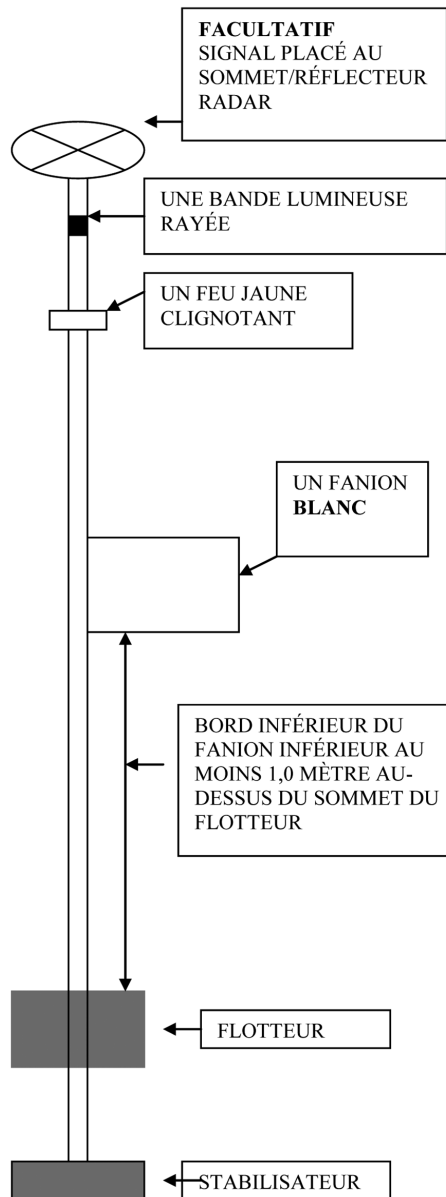 FACULTATIF
SIGNAL PLACÉ AU
SOMMET/RÉFLECTEUR
RADAR
UNE BANDE LUMINEUSE
RAYÉE
UN FEU JAUNE
CLIGNOTANT
UN FANION
BLANC
BORD INFÉRIEUR DU
FANION INFÉRIEUR AU
MOINS 1,0 MÈTRE AU-
DESSUS DU SOMMET DU
FLOTTEUR
FLOTTEUR
STABILISATEUR